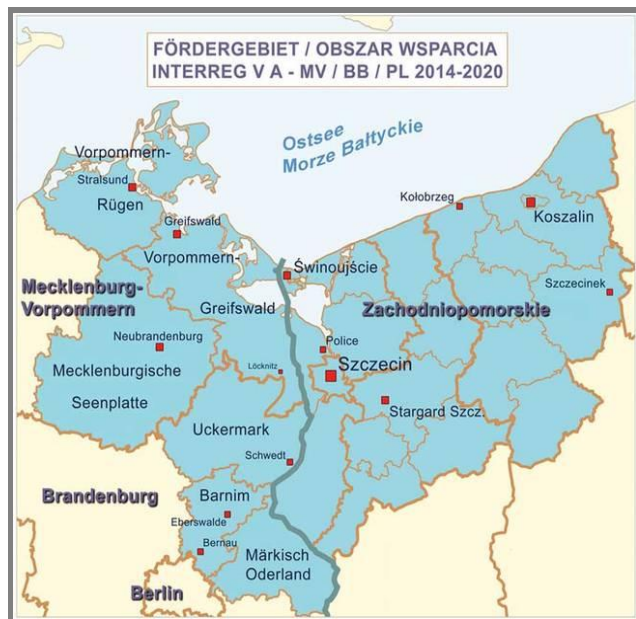 FÖRDERGEBIET / OBSZAR WSPARCIA
INTERREG V A - MV / BB / PL 2014-2020
Ostsee
Morze Bałtyckie
Vorpommern-
Stralsund
Rügen
Kołobrzeg
Koszalin
Greifswald
Vorpommern-
Świnoujście
Mecklenburg-
Vorpommern
Szczecinek
Greifswald
Zachodniopomorskie
Neubrandenburg
Police
Szczecin
Mecklenburgische
Löcknitz
Seenplatte
Stargard Szcz.
Uckermark
Schwedt
Brandenburg
Barnim
Eberswalde
Bernau
Märkisch
Oderland
Berlin